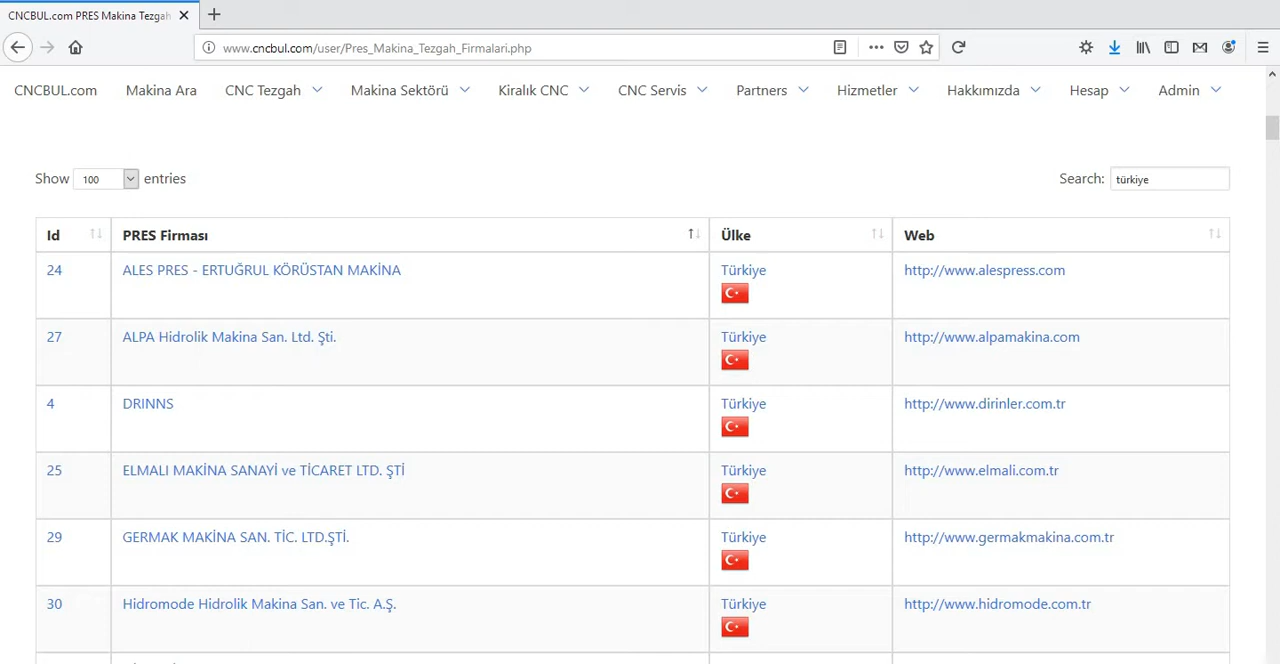 CNCBUL.com PRES Makina Tezgah
www.cncbul.com/user/Pres_Makina_Tezgah_Firmalari.php
CNCBUL.com Makina Ara CNC Tezgah Makina Sektörü Kiralık CNC CNC Servis Partners Hizmetler Hakkımızda Hesap Admin
Show 100 entries Search: türkiye
Id PRES Firması Ülke Web
24 ALES PRES - ERTUĞRUL KÖRÜSTAN MAKİNA Türkiye http://www.alespress.com
27 ALPA Hidrolik Makina San. Ltd. Şti. Türkiye http://www.alpamakina.com
4 DRINNS Türkiye http://www.dirinler.com.tr
25 ELMALI MAKİNA SANAYİ ve TİCARET LTD. ŞTİ Türkiye http://www.elmali.com.tr
29 GERMAK MAKİNA SAN. TİC. LTD.ŞTİ. Türkiye http://www.germakmakina.com.tr
30 Hidromode Hidrolik Makina San. ve Tic. A.Ş. Türkiye http://www.hidromode.com.tr